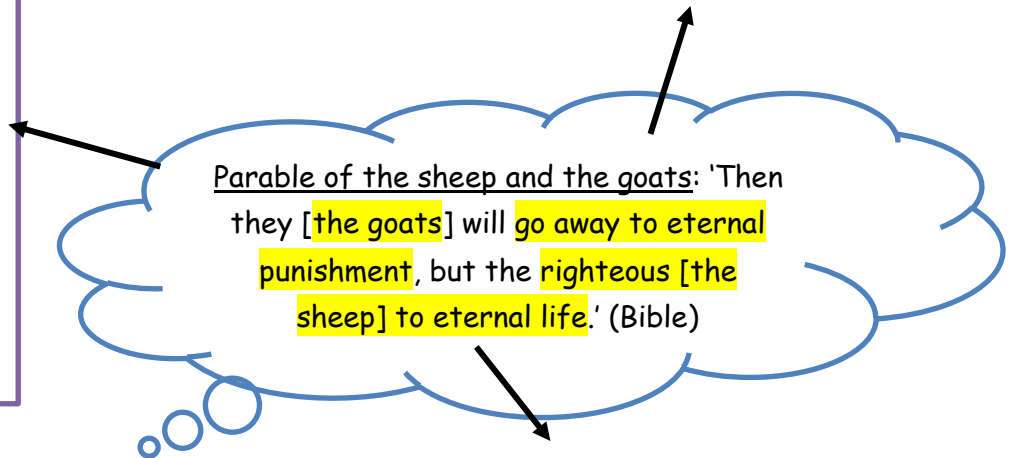 Parable of the sheep and the goats: ‘Then
they [the goats] will go away to eternal
punishment, but the righteous [the
sheep] to eternal life.’ (Bible)